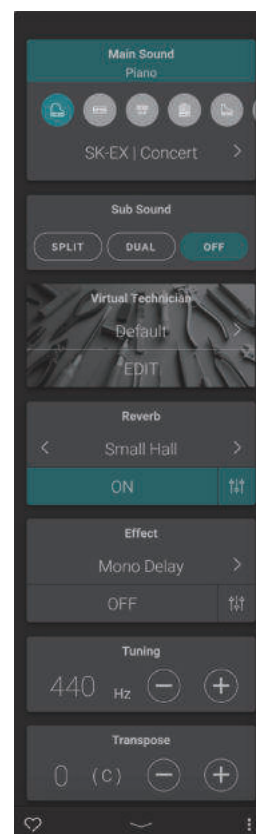 Main Sound
Piano
SK-EX | Concert
Sub Sound
SPLIT DUAL OFF
Virtual Technician
Default
EDIT
Reverb
Small Hall
ON
Effect
Mono Delay
OFF
Tuning
440 Hz
Transpose
0 (C)